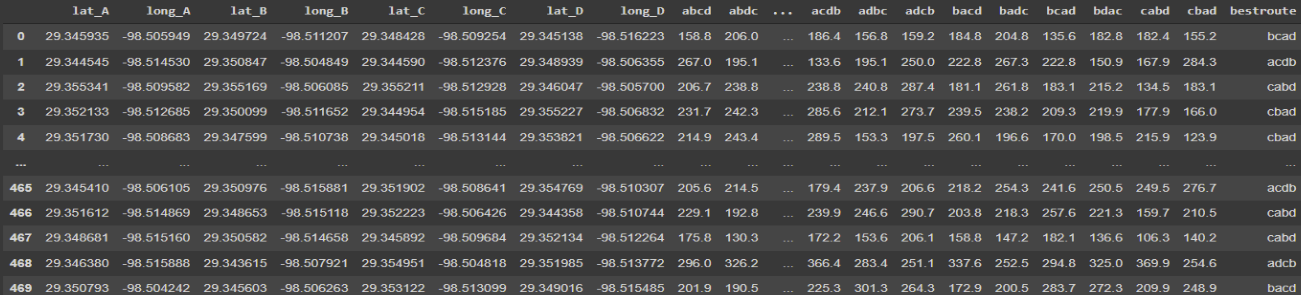 lat_A long_A lat_B long_B lat_C long_C lat_D long_D abcd abdc ... acdb adbc adcb bacd badc bcad bdac cabd cbad bestroute
0 29.345935 -98.505949 29.349724 -98.511207 29.348428 -98.509254 29.345138 -98.516223 158.8 206.0 ... 186.4 156.8 159.2 184.8 204.8 135.6 182.8 182.4 155.2 bcad
1 29.344545 -98.514530 29.350847 -98.504849 29.344590 -98.512376 29.348939 -98.506355 267.0 195.1 ... 133.6 195.1 250.0 222.8 267.3 222.8 150.9 167.9 284.3 acdb
2 29.355341 -98.509582 29.355169 -98.506085 29.355211 -98.512928 29.346047 -98.505700 206.7 238.8 ... 238.8 240.8 287.4 181.1 261.8 183.1 215.2 134.5 183.1 cabd
3 29.352133 -98.512685 29.350099 -98.511652 29.344954 -98.515185 29.355227 -98.506832 231.7 242.3 ... 285.6 212.1 273.7 239.5 238.2 209.3 219.9 177.9 166.0 cbad
4 29.351730 -98.508683 29.347599 -98.510738 29.345018 -98.513144 29.353821 -98.506622 214.9 243.4 ... 289.5 153.3 197.5 260.1 196.6 170.0 198.5 215.9 123.9 cbad
... ... ... ... ... ... ... ... ... ... ... ... ... ... ... ... ... ... ... ... ... ...
465 29.345410 -98.506105 29.350976 -98.515881 29.351902 -98.508641 29.354769 -98.510307 205.6 214.5 ... 179.4 237.9 206.6 218.2 254.3 241.6 250.5 249.5 276.7 acdb
466 29.351612 -98.514869 29.348653 -98.515118 29.352223 -98.506426 29.344358 -98.510744 229.1 192.8 ... 239.9 246.6 290.7 203.8 218.3 257.6 221.3 159.7 210.5 cabd
467 29.348681 -98.515160 29.350582 -98.514658 29.345892 -98.509684 29.352134 -98.512264 175.8 130.3 ... 172.2 153.6 206.1 158.8 147.2 182.1 136.6 106.3 140.2 cabd
468 29.346380 -98.515888 29.343615 -98.507921 29.354951 -98.504818 29.351985 -98.513772 296.0 326.2 ... 366.4 283.4 251.1 337.6 252.5 294.8 325.0 369.9 254.6 adcb
469 29.350793 -98.504242 29.345603 -98.506263 29.353122 -98.513099 29.349016 -98.515485 201.9 190.5 ... 225.3 301.3 264.3 172.9 200.5 283.7 272.3 209.9 248.9 bacd